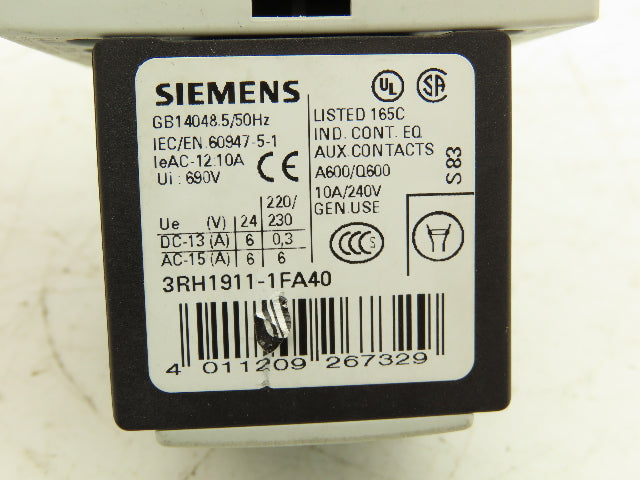 SIEMENS
GB14048.5/50Hz
IEC/EN 60947-5-1
IeAC-12:10A
Ui : 690V
CE
UL
SA
LISTED 165C
IND. CONT. EQ
AUX.CONTACTS
A600/Q600
10A/240V
GEN.USE
S 83
220/
Ue (V) 24 230
DC-13 (A) 6 0,3
AC-15 (A) 6 6
CCC S
3RH1911-1FA40
4 011209 267329